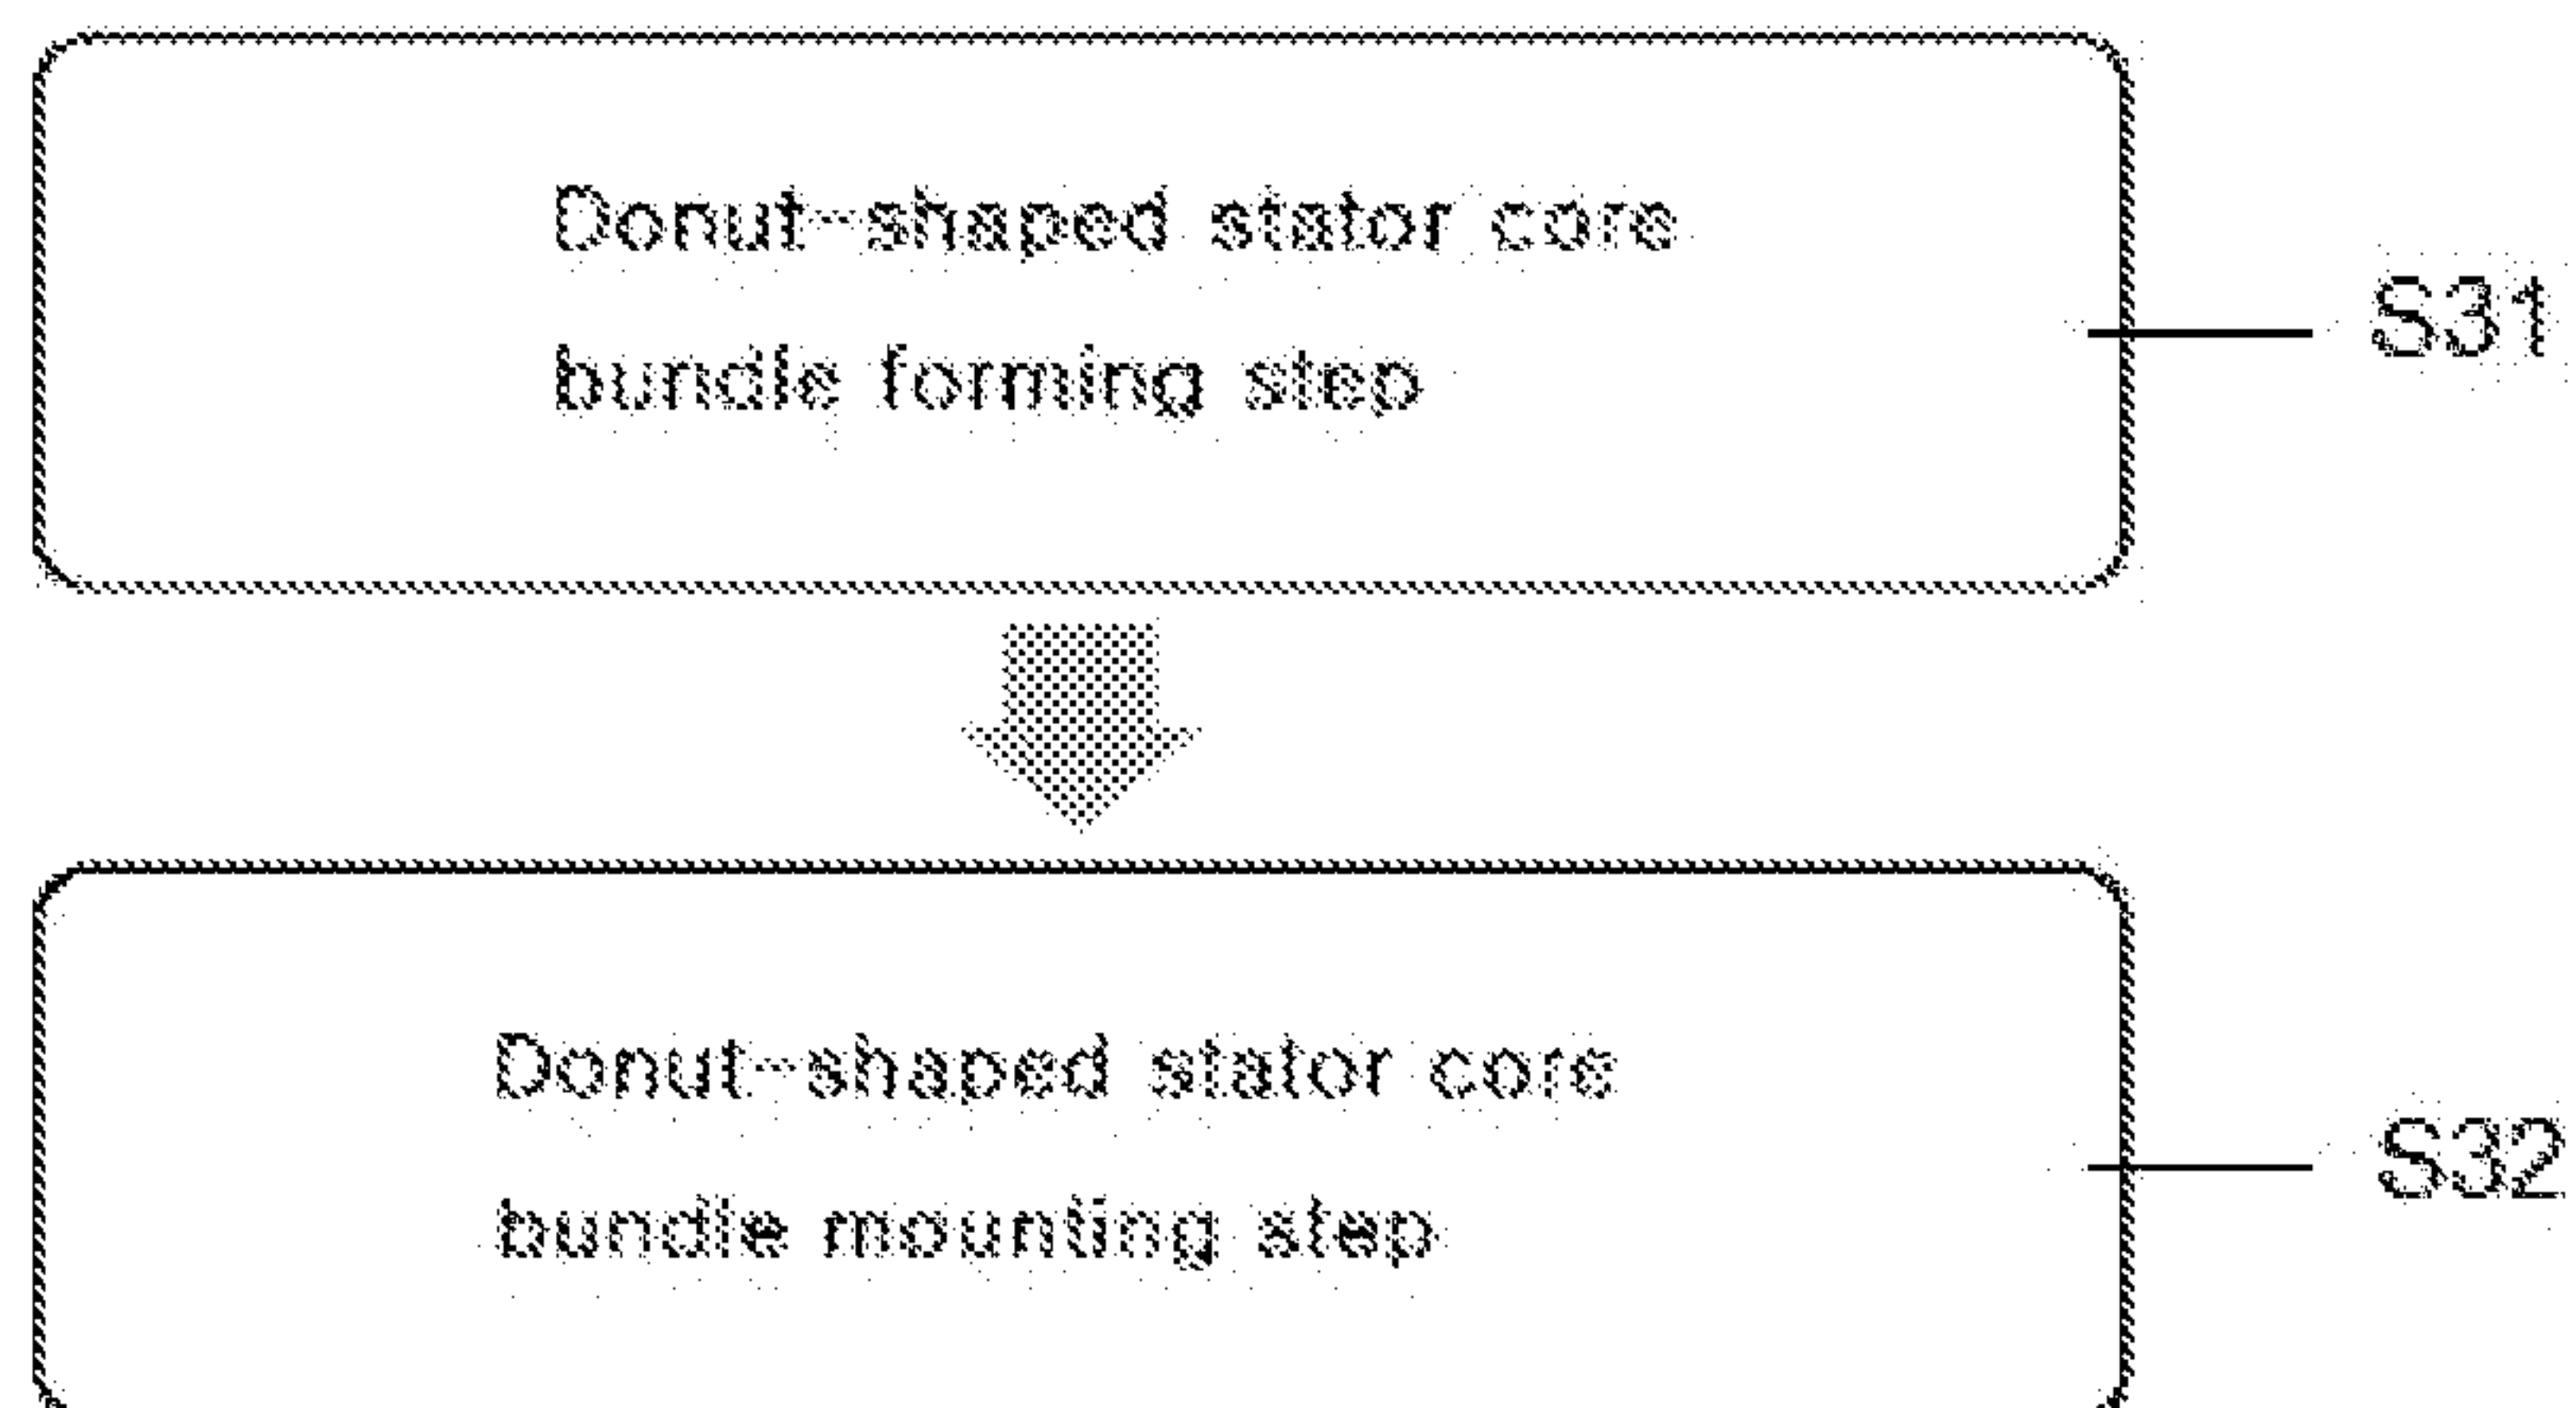 Donut-shaped stator core
bundle forming step
S31
Donut-shaped stator core
bundle mounting step
S32